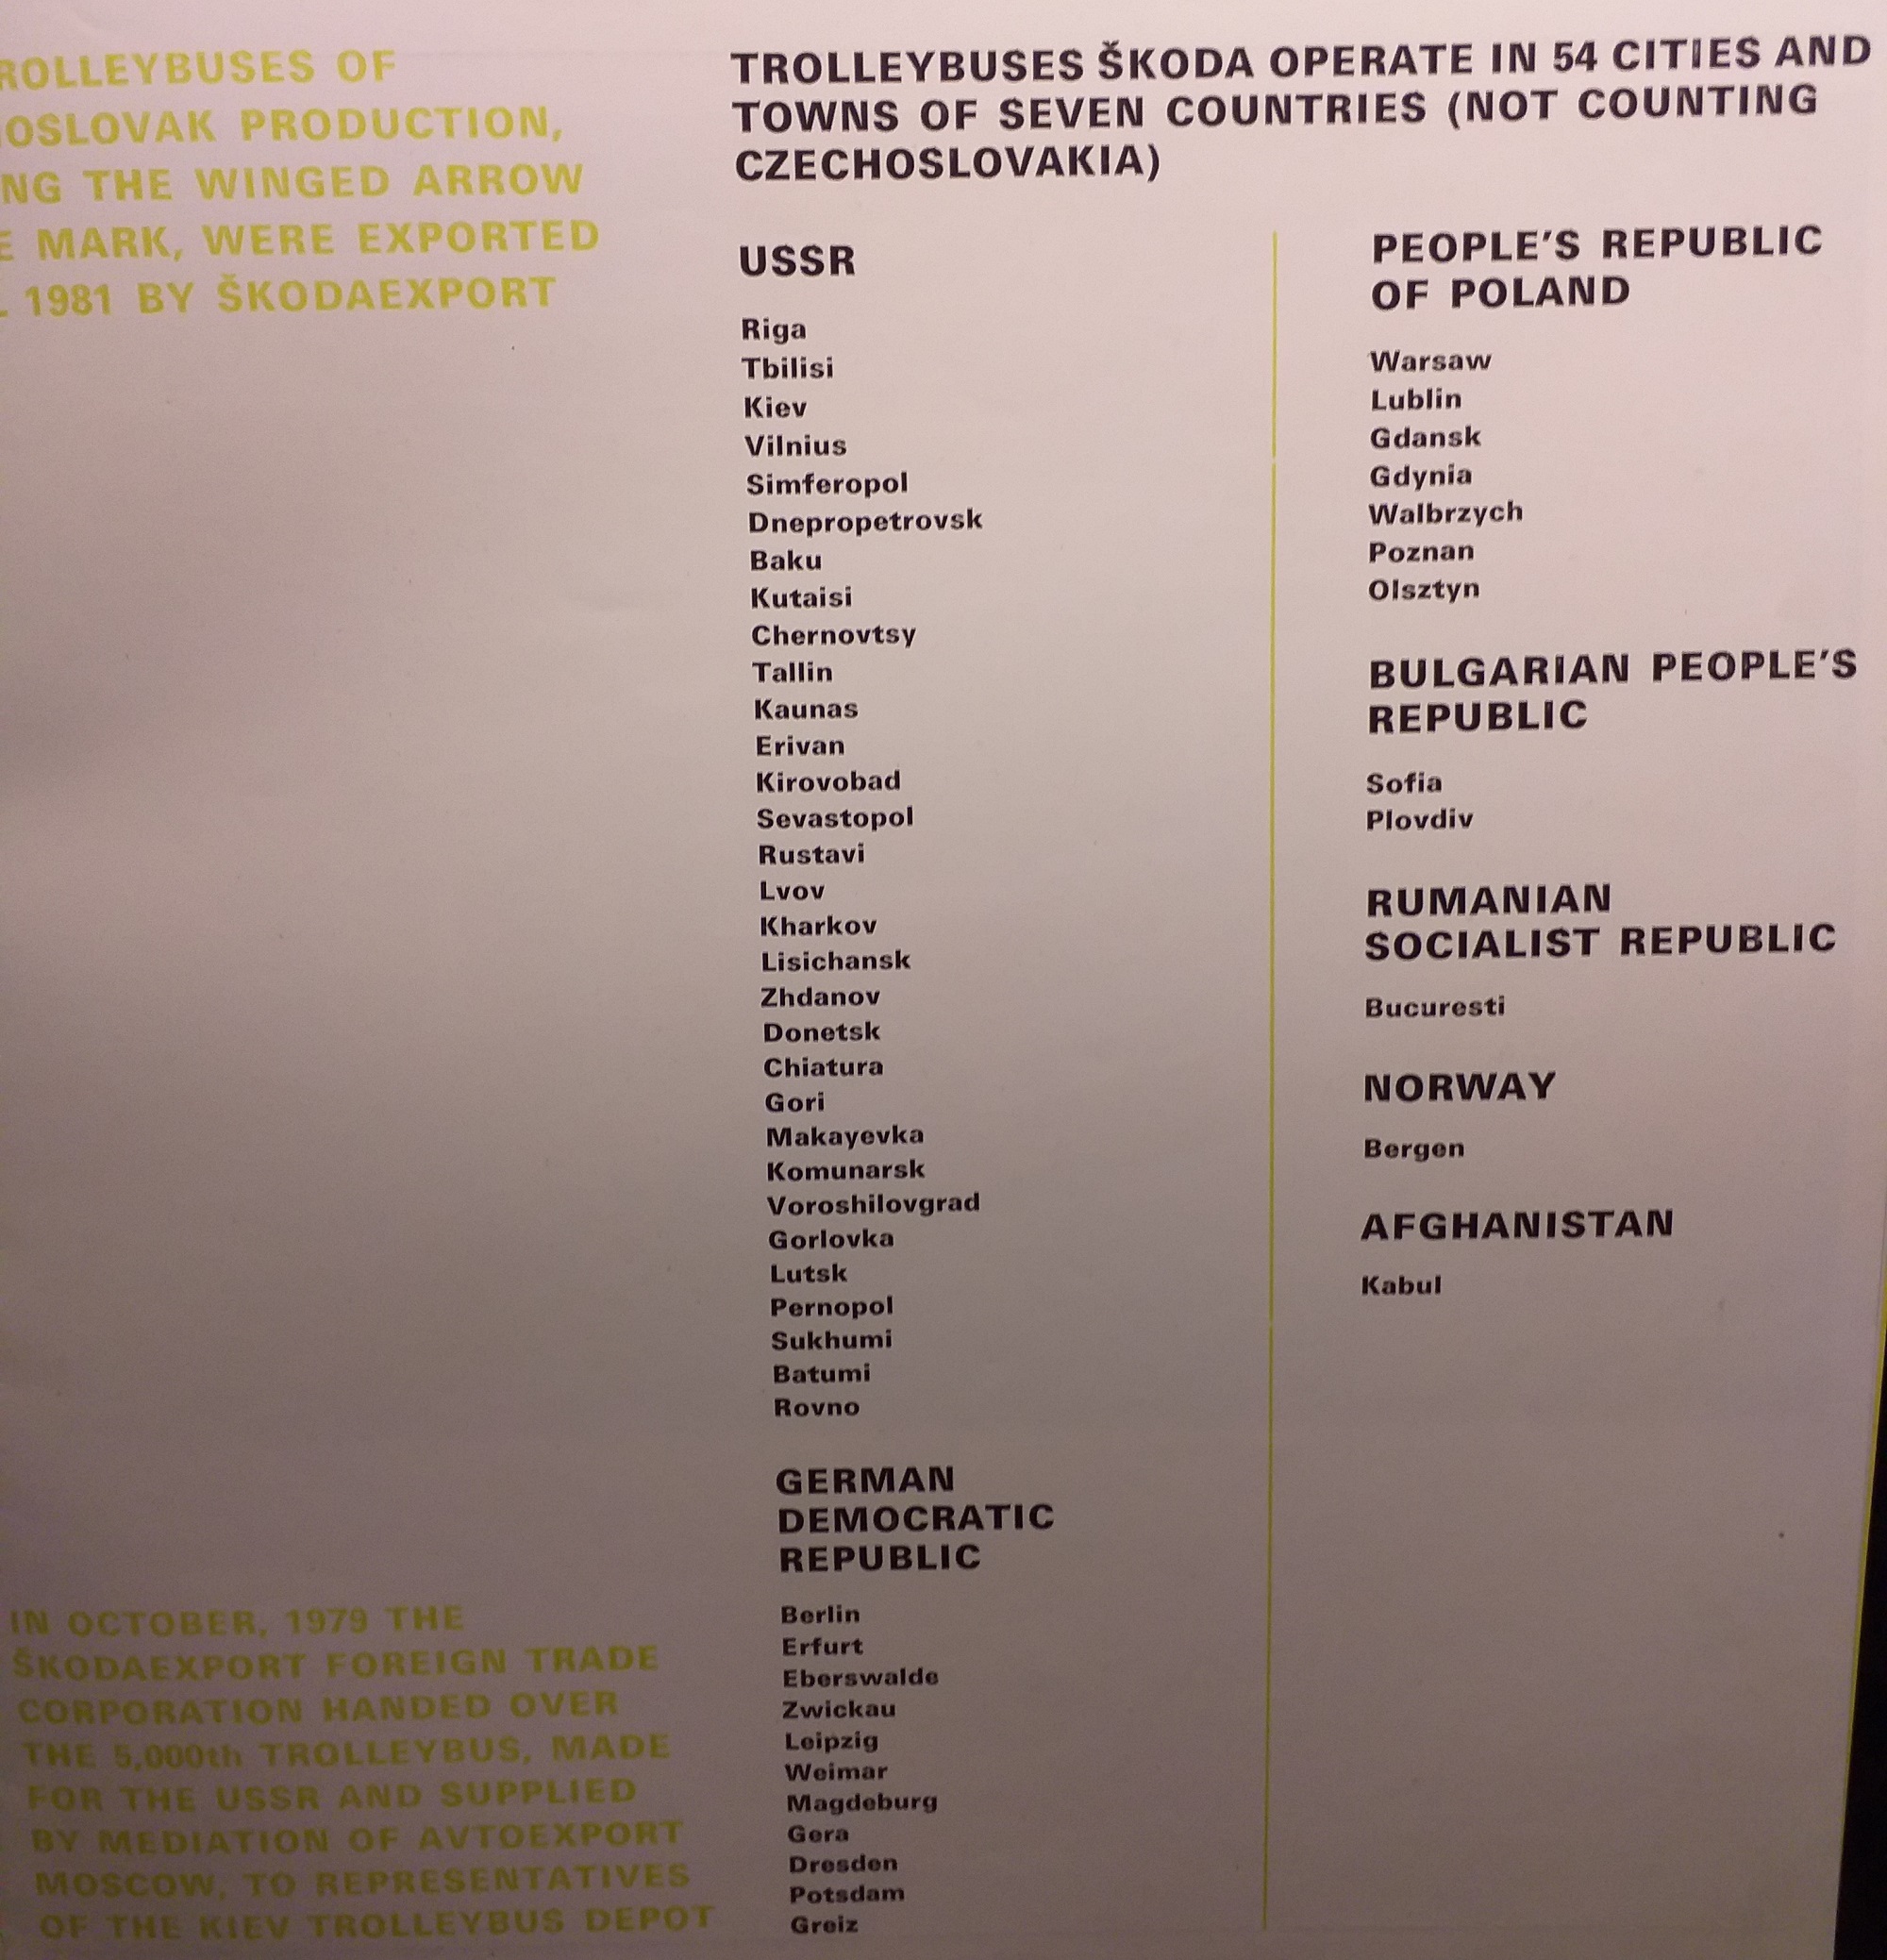 ROLLEYBUSES OF
OSLOVAK PRODUCTION,
NG THE WINGED ARROW
E MARK, WERE EXPORTED
1981 BY ŠKODAEXPORT
IN OCTOBER, 1979 THE
ŠKODAEXPORT FOREIGN TRADE
CORPORATION HANDED OVER
THE 5,000th TROLLEYBUS, MADE
FOR THE USSR AND SUPPLIED
BY MEDIATION OF AVTOEXPORT
MOSCOW, TO REPRESENTATIVES
OF THE KIEV TROLLEYBUS DEPOT
TROLLEYBUSES ŠKODA OPERATE IN 54 CITIES AND
TOWNS OF SEVEN COUNTRIES (NOT COUNTING
CZECHOSLOVAKIA)
USSR
Riga
Tbilisi
Kiev
Vilnius
Simferopol
Dnepropetrovsk
Baku
Kutaisi
Chernovtsy
Tallin
Kaunas
Erivan
Kirovobad
Sevastopol
Rustavi
Lvov
Kharkov
Lisichansk
Zhdanov
Donetsk
Chiatura
Gori
Makayevka
Komunarsk
Voroshilovgrad
Gorlovka
Lutsk
Pernopol
Sukhumi
Batumi
Rovno
GERMAN
DEMOCRATIC
REPUBLIC
Berlin
Erfurt
Eberswalde
Zwickau
Leipzig
Weimar
Magdeburg
Gera
Dresden
Potsdam
Greiz
PEOPLE'S REPUBLIC
OF POLAND
Warsaw
Lublin
Gdansk
Gdynia
Walbrzych
Poznan
Olsztyn
BULGARIAN PEOPLE'S
REPUBLIC
Sofia
Plovdiv
RUMANIAN
SOCIALIST REPUBLIC
Bucuresti
NORWAY
Bergen
AFGHANISTAN
Kabul